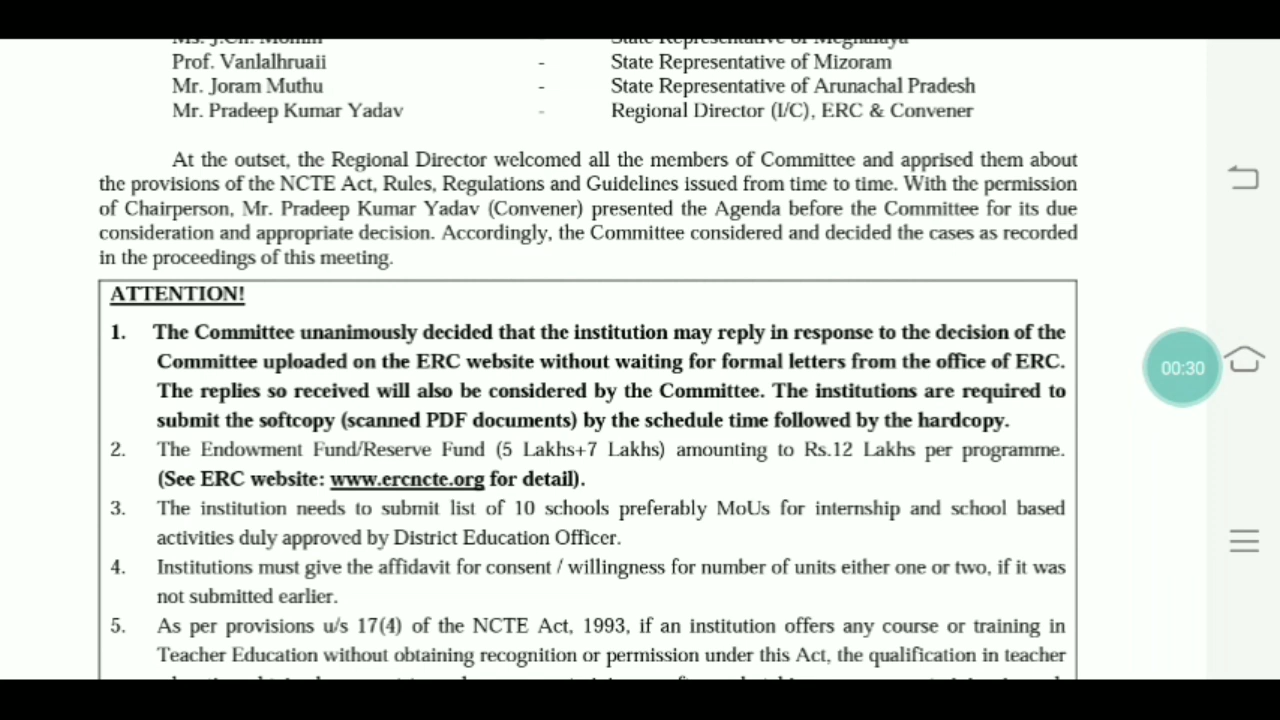 Ms. J.Ch. Momin - State Representative of Meghalaya
Prof. Vanlalhruaii - State Representative of Mizoram
Mr. Joram Muthu - State Representative of Arunachal Pradesh
Mr. Pradeep Kumar Yadav - Regional Director (I/C), ERC & Convener
At the outset, the Regional Director welcomed all the members of Committee and apprised them about
the provisions of the NCTE Act, Rules, Regulations and Guidelines issued from time to time. With the permission
of Chairperson, Mr. Pradeep Kumar Yadav (Convener) presented the Agenda before the Committee for its due
consideration and appropriate decision. Accordingly, the Committee considered and decided the cases as recorded
in the proceedings of this meeting.
ATTENTION!
1. The Committee unanimously decided that the institution may reply in response to the decision of the
Committee uploaded on the ERC website without waiting for formal letters from the office of ERC.
The replies so received will also be considered by the Committee. The institutions are required to
submit the softcopy (scanned PDF documents) by the schedule time followed by the hardcopy.
2. The Endowment Fund/Reserve Fund (5 Lakhs+7 Lakhs) amounting to Rs.12 Lakhs per programme.
(See ERC website: www.ercncte.org for detail).
3. The institution needs to submit list of 10 schools preferably MoUs for internship and school based
activities duly approved by District Education Officer.
4. Institutions must give the affidavit for consent / willingness for number of units either one or two, if it was
not submitted earlier.
5. As per provisions u/s 17(4) of the NCTE Act, 1993, if an institution offers any course or training in
Teacher Education without obtaining recognition or permission under this Act, the qualification in teacher
00:30